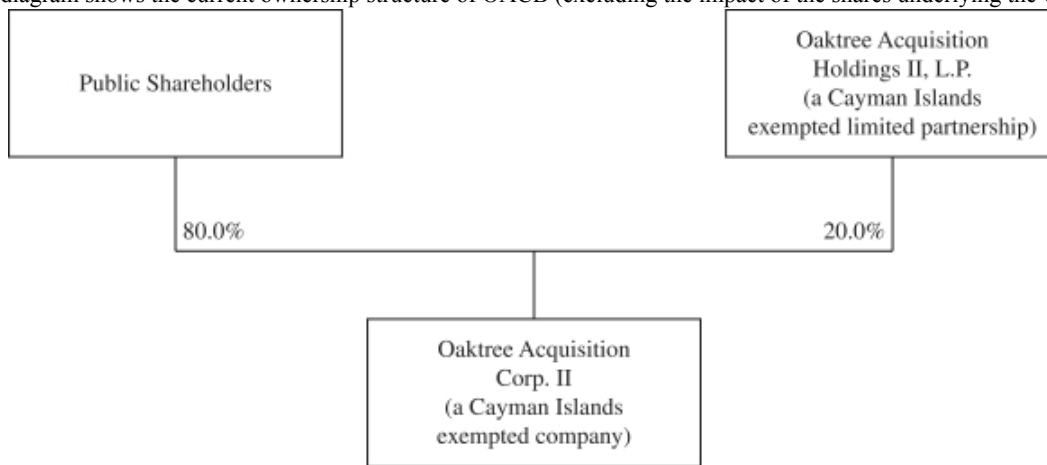 diagram shows the current ownership structure of OACB (excluding the impact of the shares underlying the
Public Shareholders
Oaktree Acquisition
Holdings II, L.P.
(a Cayman Islands
exempted limited partnership)
80.0%
20.0%
Oaktree Acquisition
Corp. II
(a Cayman Islands
exempted company)